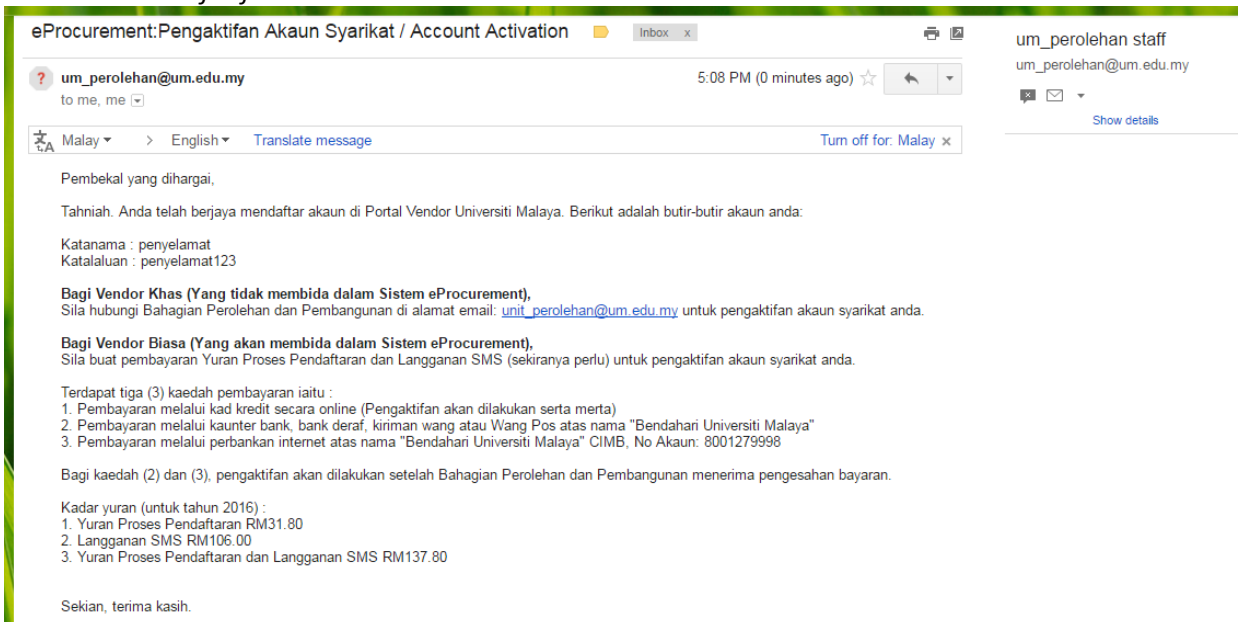 eProcurement:Pengaktifan Akaun Syarikat / Account Activation
Inbox x
um_perolehan@um.edu.my
5:08 PM (0 minutes ago)
to me, me
Malay > English Translate message
Turn off for: Malay x
Pembekal yang dihargai,
Tahniah. Anda telah berjaya mendaftar akaun di Portal Vendor Universiti Malaya. Berikut adalah butir-butir akaun anda:
Katanama : penyelamat
Katalaluan : penyelamat123
Bagi Vendor Khas (Yang tidak membida dalam Sistem eProcurement),
Sila hubungi Bahagian Perolehan dan Pembangunan di alamat email: unit_perolehan@um.edu.my untuk pengaktifan akaun syarikat anda.
Bagi Vendor Biasa (Yang akan membida dalam Sistem eProcurement),
Sila buat pembayaran Yuran Proses Pendaftaran dan Langganan SMS (sekiranya perlu) untuk pengaktifan akaun syarikat anda.
Terdapat tiga (3) kaedah pembayaran iaitu :
1. Pembayaran melalui kad kredit secara online (Pengaktifan akan dilakukan serta merta)
2. Pembayaran melalui kaunter bank, bank deraf, kiriman wang atau Wang Pos atas nama "Bendahari Universiti Malaya"
3. Pembayaran melalui perbankan internet atas nama "Bendahari Universiti Malaya" CIMB, No Akaun: 8001279998
Bagi kaedah (2) dan (3), pengaktifan akan dilakukan setelah Bahagian Perolehan dan Pembangunan menerima pengesahan bayaran.
Kadar yuran (untuk tahun 2016) :
1. Yuran Proses Pendaftaran RM31.80
2. Langganan SMS RM106.00
3. Yuran Proses Pendaftaran dan Langganan SMS RM137.80
Sekian, terima kasih.
um_perolehan staff
um_perolehan@um.edu.my
Show details